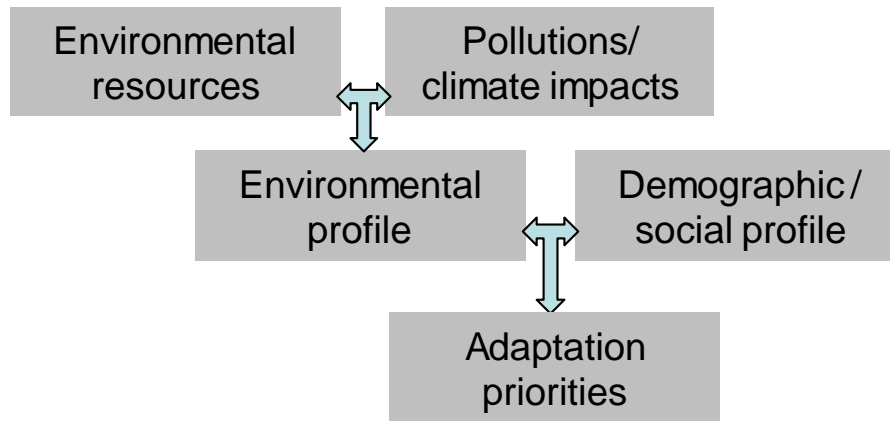 Environmental
resources
Pollutions/
climate impacts
Environmental
profile
Demographic/
social profile
Adaptation
priorities